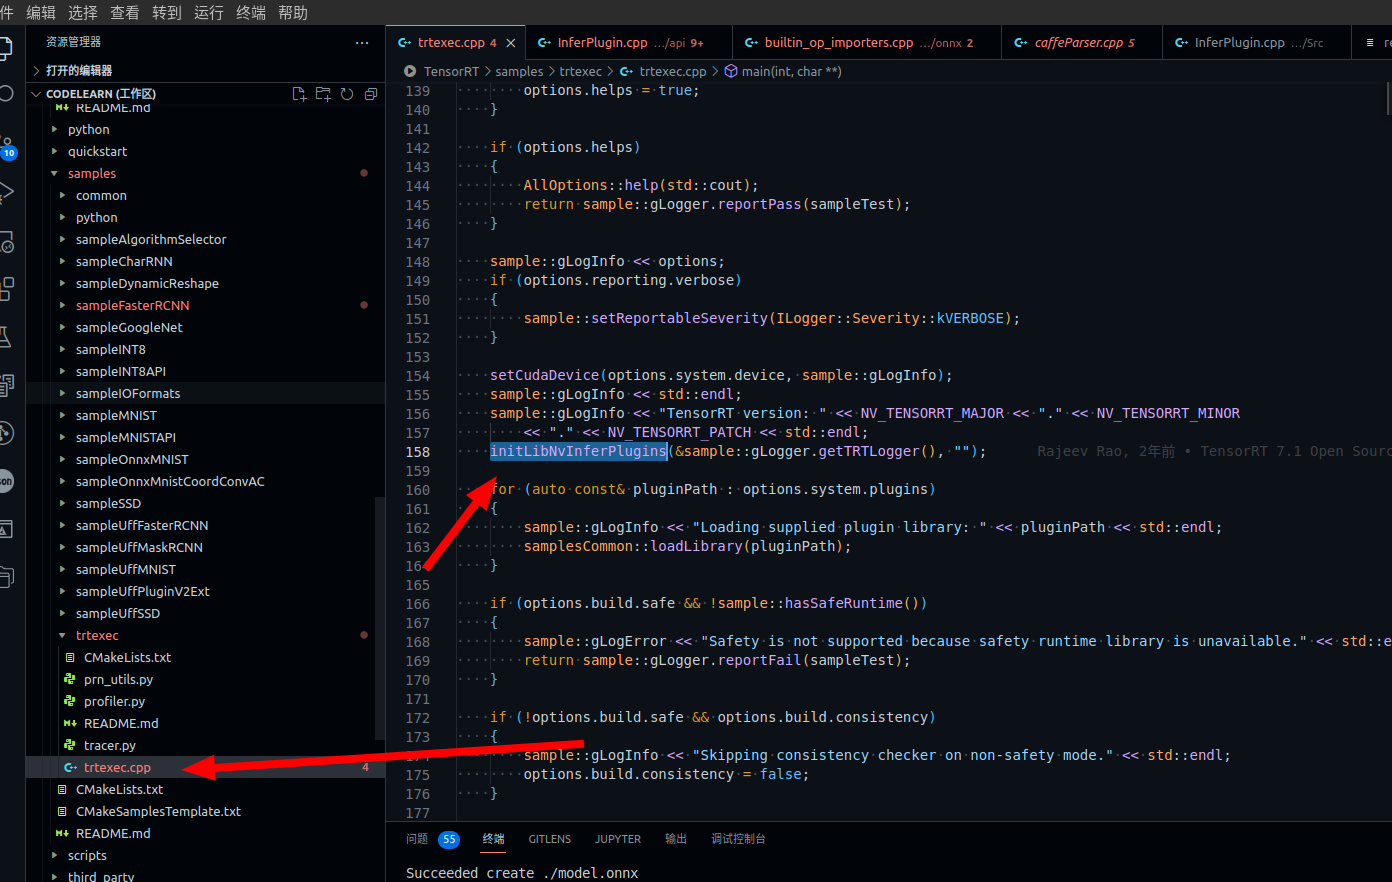 件 编辑 选择 查看 转到 运行 终端 帮助
资源管理器 ...
打开的编辑器
CODELEARN (工作区)
README.md
python
quickstart
samples
common
python
sampleAlgorithmSelector
sampleCharRNN
sampleDynamicReshape
sampleFasterRCNN
sampleGoogleNet
sampleINT8
sampleINT8API
sampleIOFormats
sampleMNIST
sampleMNISTAPI
sampleOnnxMNIST
sampleOnnxMnistCoordConvAC
sampleSSD
sampleUffFasterRCNN
sampleUffMaskRCNN
sampleUffMNIST
sampleUffPluginV2Ext
sampleUffSSD
trtexec
CMakeLists.txt
prn_utils.py
profiler.py
README.md
tracer.py
trtexec.cpp 4
CMakeLists.txt
CMakeSamplesTemplate.txt
README.md
scripts
third_party
10
trtexec.cpp 4 InferPlugin.cpp .../api 9+ builtin_op_importers.cpp .../onnx 2 caffeParser.cpp 5 InferPlugin.cpp .../Src re
TensorRT > samples > trtexec > trtexec.cpp > main(int, char **)
139 options.helps = true;
140 }
141
142 if (options.helps)
143 {
144 AllOptions::help(std::cout);
145 return sample::gLogger.reportPass(sampleTest);
146 }
147
148 sample::gLogInfo << options;
149 if (options.reporting.verbose)
150 {
151 sample::setReportableSeverity(ILogger::Severity::kVERBOSE);
152 }
153
154 setCudaDevice(options.system.device, sample::gLogInfo);
155 sample::gLogInfo << std::endl;
156 sample::gLogInfo << "TensorRT version: " << NV_TENSORRT_MAJOR << "." << NV_TENSORRT_MINOR
157 << "." << NV_TENSORRT_PATCH << std::endl;
158 initLibNvInferPlugins(&sample::gLogger.getTRTLogger(), ""); Rajeev Rao, 2年前 • TensorRT 7.1 Open Sourc
159
160 for (auto const& pluginPath : options.system.plugins)
161 {
162 sample::gLogInfo << "Loading supplied plugin library: " << pluginPath << std::endl;
163 samplesCommon::loadLibrary(pluginPath);
16 }
165
166 if (options.build.safe && !sample::hasSafeRuntime())
167 {
168 sample::gLogError << "Safety is not supported because safety runtime library is unavailable." << std::e
169 return sample::gLogger.reportFail(sampleTest);
170 }
171
172 if (!options.build.safe && options.build.consistency)
173 {
sample::gLogInfo << "Skipping consistency checker on non-safety mode." << std::endl;
175 options.build.consistency = false;
176 }
177
问题 55 终端 GITLENS JUPYTER 输出 调试控制台
Succeeded create ./model.onnx